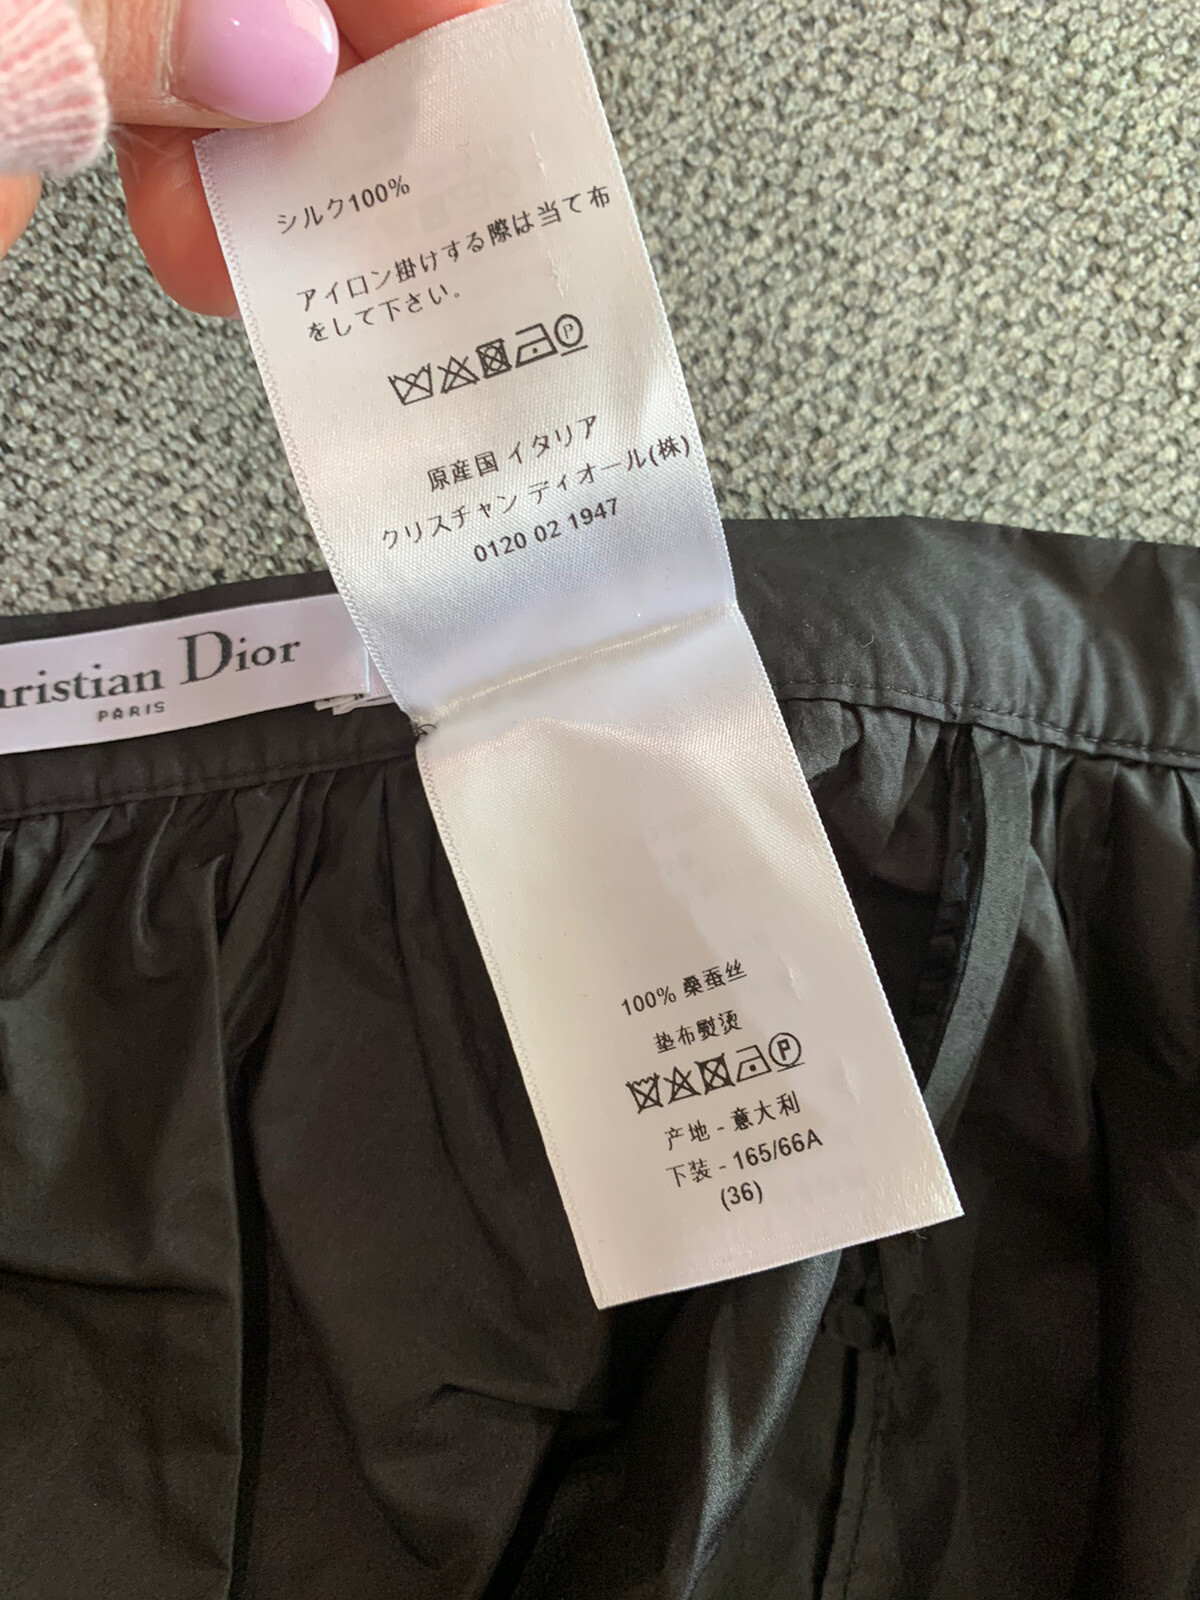 シルク100%
アイロン掛けする際は当て布
をして下さい。
P
原産国 イタリア
クリスチャン ディオール(株)
0120 02 1947
hristian Dior
PARIS
100% 桑蚕丝
垫布熨烫
P
产地 - 意大利
下装 - 165/66A
(36)